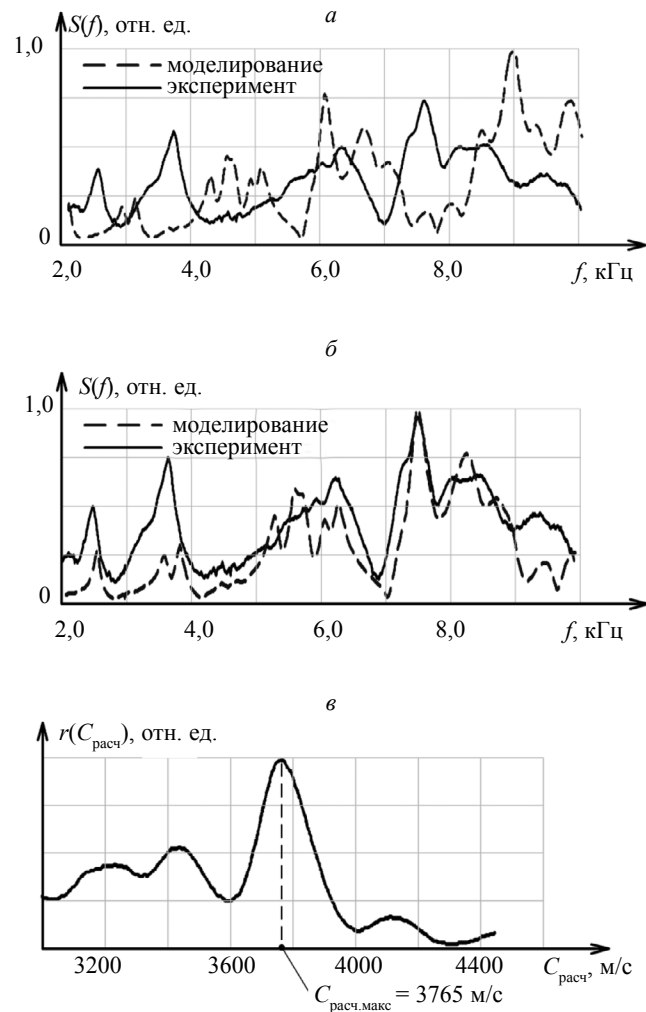 а
S(f), отн. ед.
1,0
моделирование
эксперимент
0
2,0 4,0 6,0 8,0 f, кГц
б
S(f), отн. ед.
1,0
моделирование
эксперимент
0
2,0 4,0 6,0 8,0 f, кГц
в
r(Cрасч), отн. ед.
3200 3600 4000 4400 Cрасч, м/с
Cрасч.макс = 3765 м/с